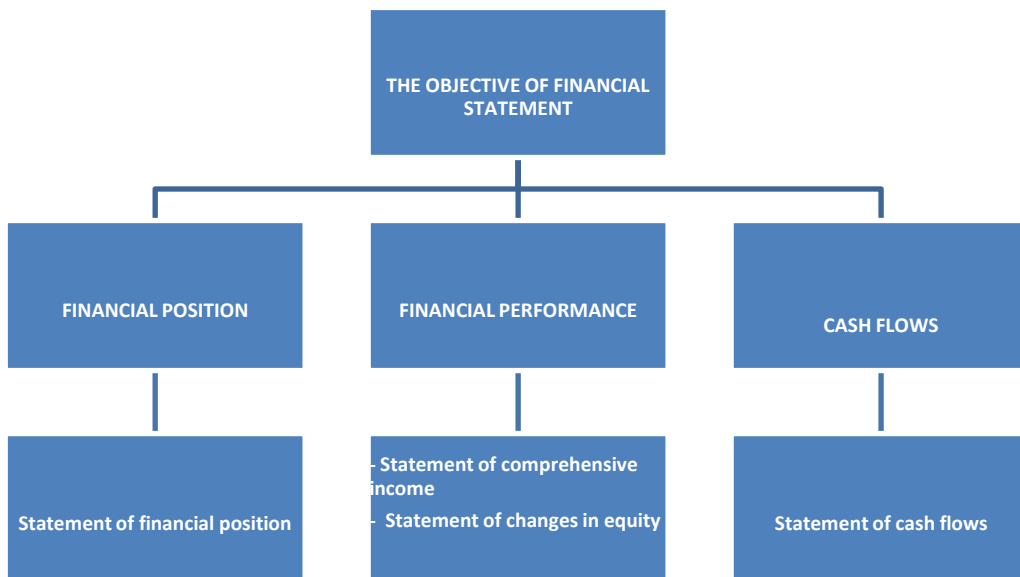 THE OBJECTIVE OF FINANCIAL
STATEMENT
FINANCIAL POSITION
FINANCIAL PERFORMANCE
CASH FLOWS
Statement of financial position
- Statement of comprehensive
income
- Statement of changes in equity
Statement of cash flows